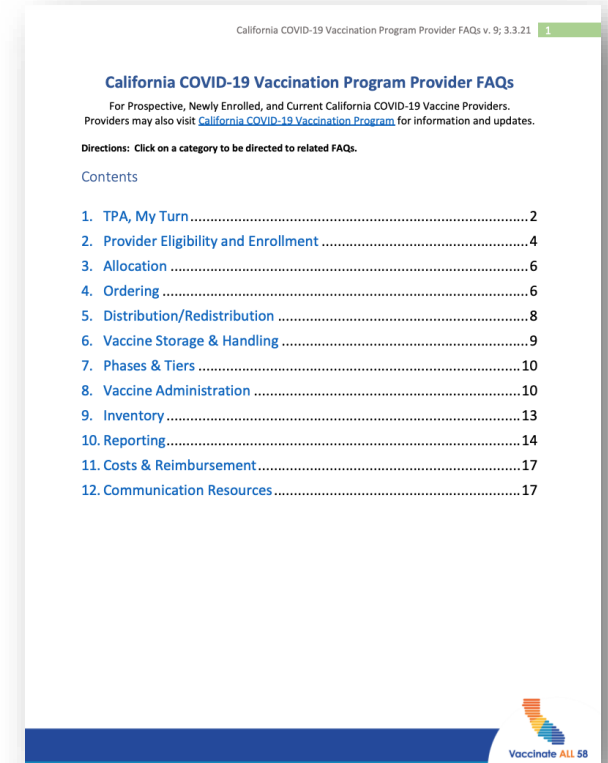 California COVID-19 Vaccination Program Provider FAQs v. 9; 3.3.21 1
California COVID-19 Vaccination Program Provider FAQs
For Prospective, Newly Enrolled, and Current California COVID-19 Vaccine Providers.
Providers may also visit California COVID-19 Vaccination Program for information and updates.
Directions: Click on a category to be directed to related FAQs.
Contents
1. TPA, My Turn 2
2. Provider Eligibility and Enrollment 4
3. Allocation 6
4. Ordering 6
5. Distribution/Redistribution 8
6. Vaccine Storage & Handling 9
7. Phases & Tiers 10
8. Vaccine Administration 10
9. Inventory 13
10. Reporting 14
11. Costs & Reimbursement 17
12. Communication Resources 17
Vaccinate ALL 58